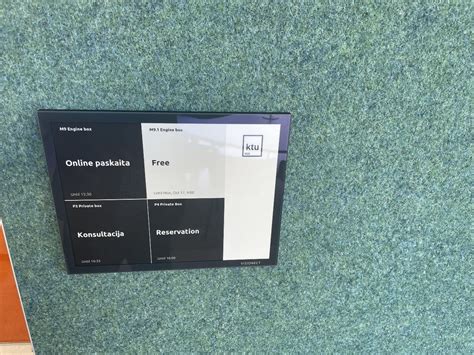 M9 Engine box
Online paskaita
M9.1 Engine box
Free
ktu
P3 Private box
Konsultacija
P4 Private Box
Reservation